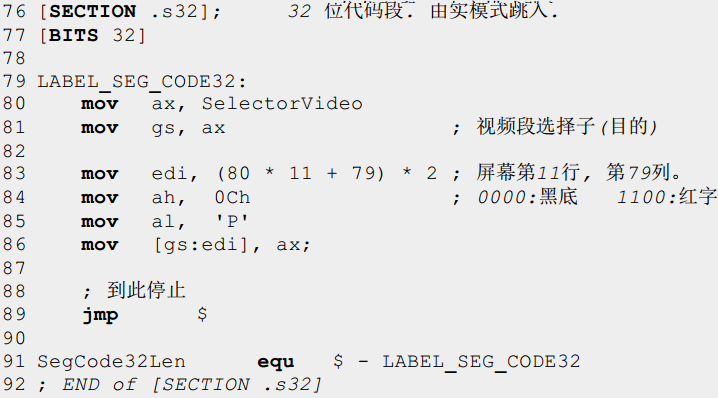 76 [SECTION .s32]; 32 位代码段. 由实模式跳入.
77 [BITS 32]
78
79 LABEL_SEG_CODE32:
80 mov ax, SelectorVideo
81 mov gs, ax ; 视频段选择子(目的)
82
83 mov edi, (80 * 11 + 79) * 2 ; 屏幕第11行, 第79列。
84 mov ah, 0Ch ; 0000:黑底 1100:红字
85 mov al, 'P'
86 mov [gs:edi], ax;
87
88 ; 到此停止
89 jmp $
90
91 SegCode32Len equ $ - LABEL_SEG_CODE32
92 ; END of [SECTION .s32]